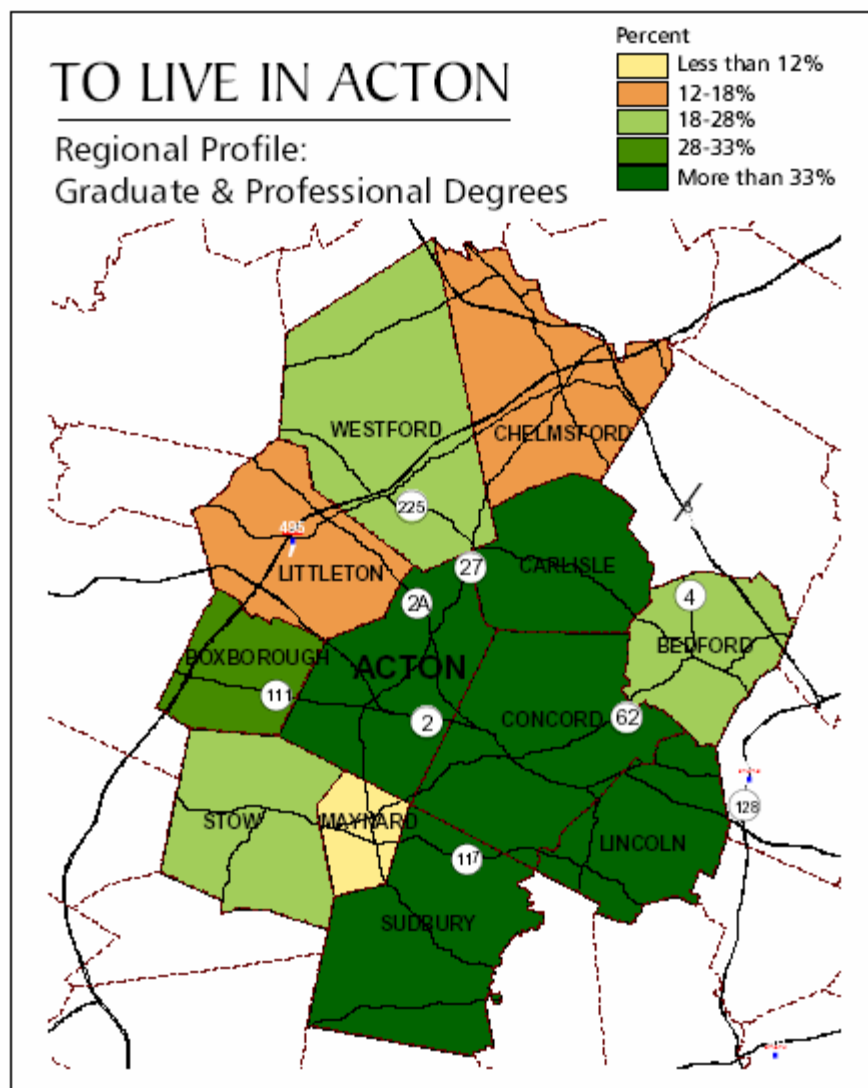 Percent
Less than 12%
12-18%
18-28%
28-33%
More than 33%
TO LIVE IN ACTON
Regional Profile:
Graduate & Professional Degrees
WESTFORD
CHELMSFORD
225
495
3
LITTLETON
27
CARLISLE
2A
4
BOXBOROUGH
BEDFORD
ACTON
111
2
CONCORD
62
STOW
MAYNARD
128
LINCOLN
117
SUDBURY